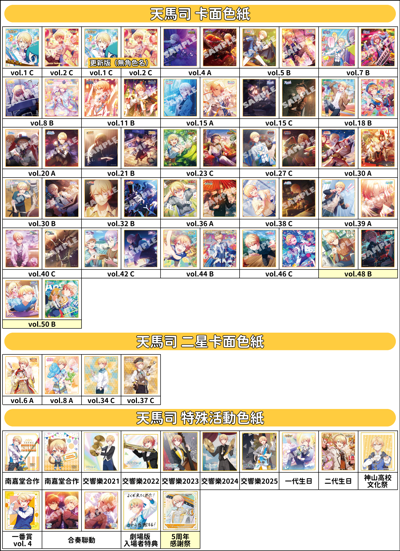 天馬司 卡面色紙
更新版(無角色名)
vol.1 C vol.2 C vol.1 C vol.2 C vol.4 A vol.5 B vol.7 B
vol.8 B vol.11 B vol.15 A vol.15 C vol.18 B
vol.20 A vol.21 B vol.23 C vol.27 C vol.30 A
vol.30 B vol.32 B vol.36 A vol.38 C vol.39 A
vol.40 C vol.42 C vol.44 B vol.46 C vol.48 B
vol.50 B
天馬司 二星卡面色紙
vol.6 A vol.8 A vol.34 C vol.37 C
天馬司 特殊活動色紙
南嘉堂合作 南嘉堂合作 交響樂2021 交響樂2022 交響樂2023 交響樂2024 交響樂2025 一代生日 二代生日 神山高校
文化祭
一番賞
vol. 4 合奏聯動 劇場版
入場者特典 5周年
感謝祭